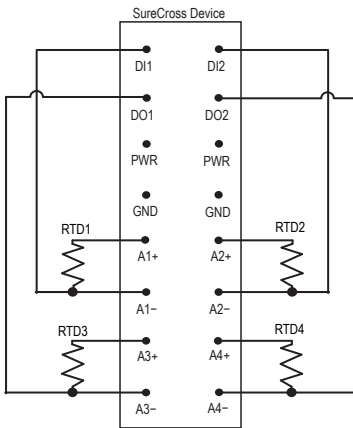 SureCross Device
DI1 DI2
DO1 DO2
PWR PWR
GND GND
RTD1 RTD2
A1+ A2+
A1− A2−
RTD3 RTD4
A3+ A4+
A3− A4−